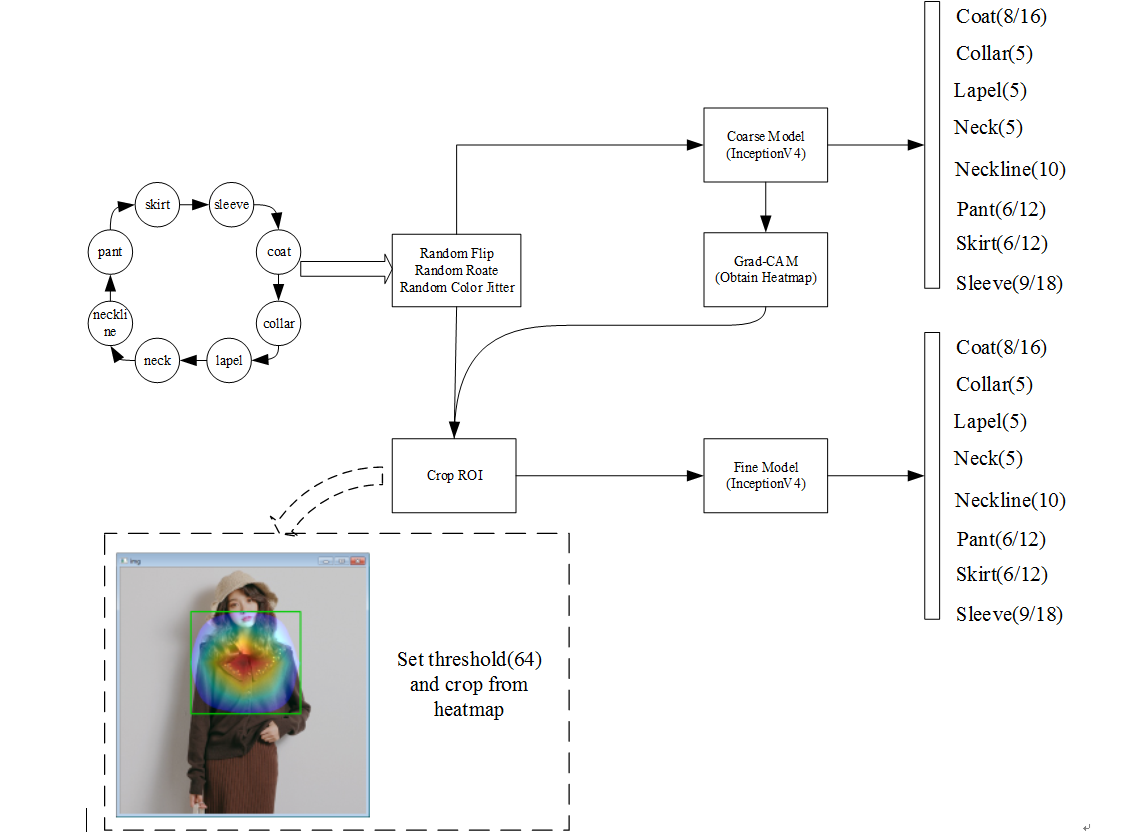 Coat(8/16)
Collar(5)
Lapel(5)
Neck(5)
Neckline(10)
Pant(6/12)
Skirt(6/12)
Sleeve(9/18)
Coarse Model
(InceptionV4)
skirt
sleeve
pant
coat
Random Flip
Random Roate
Random Color Jitter
Grad-CAM
(Obtain Heatmap)
neckli
ne
collar
neck
lapel
Coat(8/16)
Collar(5)
Lapel(5)
Neck(5)
Neckline(10)
Pant(6/12)
Skirt(6/12)
Sleeve(9/18)
Crop ROI
Fine Model
(InceptionV4)
img
Set threshold(64)
and crop from
heatmap